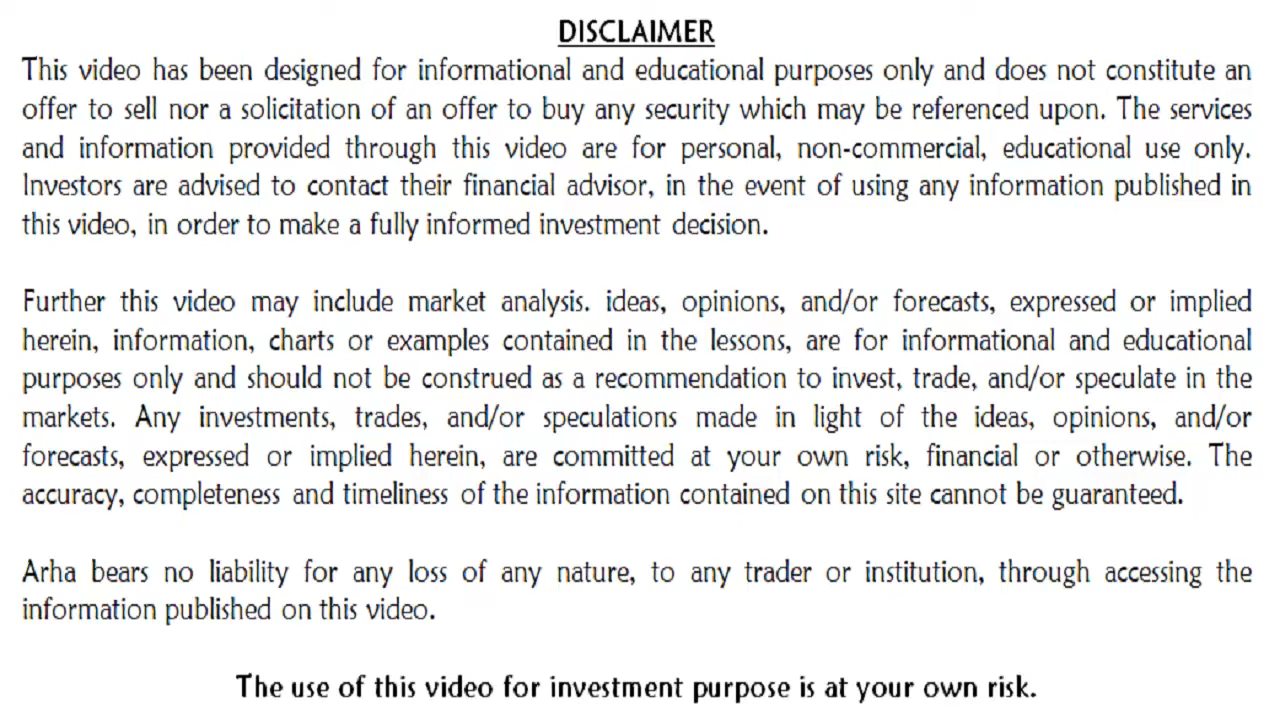 DISCLAIMER
This video has been designed for informational and educational purposes only and does not constitute an
offer to sell nor a solicitation of an offer to buy any security which may be referenced upon. The services
and information provided through this video are for personal, non-commercial, educational use only.
Investors are advised to contact their financial advisor, in the event of using any information published in
this video, in order to make a fully informed investment decision.
Further this video may include market analysis. ideas, opinions, and/or forecasts, expressed or implied
herein, information, charts or examples contained in the lessons, are for informational and educational
purposes only and should not be construed as a recommendation to invest, trade, and/or speculate in the
markets. Any investments, trades, and/or speculations made in light of the ideas, opinions, and/or
forecasts, expressed or implied herein, are committed at your own risk, financial or otherwise. The
accuracy, completeness and timeliness of the information contained on this site cannot be guaranteed.
Arha bears no liability for any loss of any nature, to any trader or institution, through accessing the
information published on this video.
The use of this video for investment purpose is at your own risk.